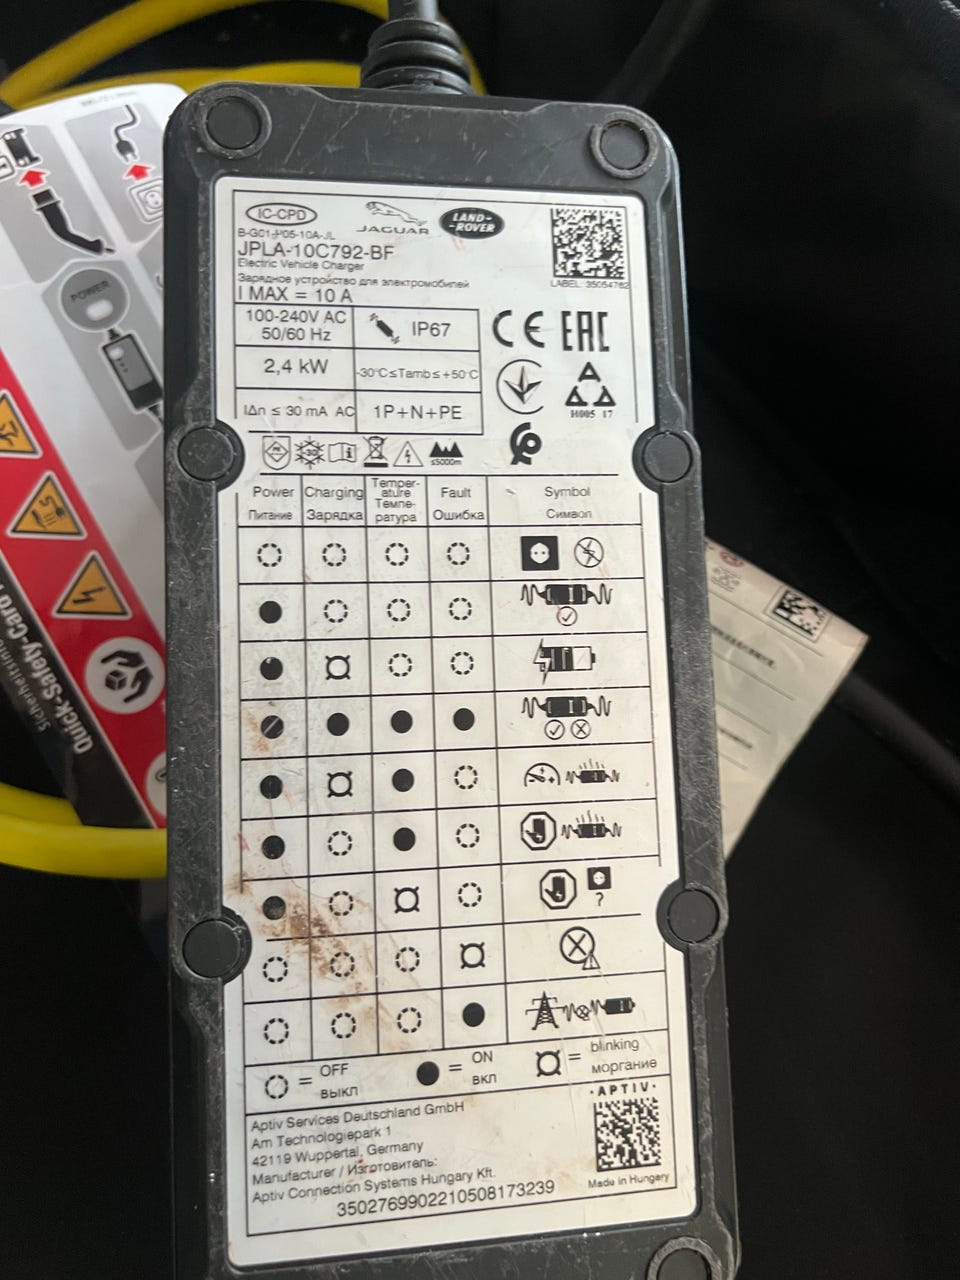 IC-CPD
JAGUAR
LAND-
-ROVER
B-G01-P05-10A-JL
JPLA-10C792-BF
Electric Vehicle Charger
Зарядное устройство для электромобилей
LABEL: 35054762
I MAX = 10 A
100-240V AC
50/60 Hz
IP67
CE EAC
2,4 kW
-30°C≤Tamb≤+50°C
I∆n ≤ 30 mA AC
1P+N+PE
H005 17
-30
≤5000m
Power
Питание
Charging
Зарядка
Temper-
ature
Темпе-
ратура
Fault
Ошибка
Symbol
Символ
?
= OFF
ВЫКЛ
= ON
ВКЛ
= blinking
моргание
Aptiv Services Deutschland GmbH
Am Technologiepark 1
42119 Wuppertal, Germany
Manufacturer / Изготовитель:
Aptiv Connection Systems Hungary Kft.
3502769902210508173239
· A P T I V ·
Made in Hungary
POWER
Quick-Safety-Card